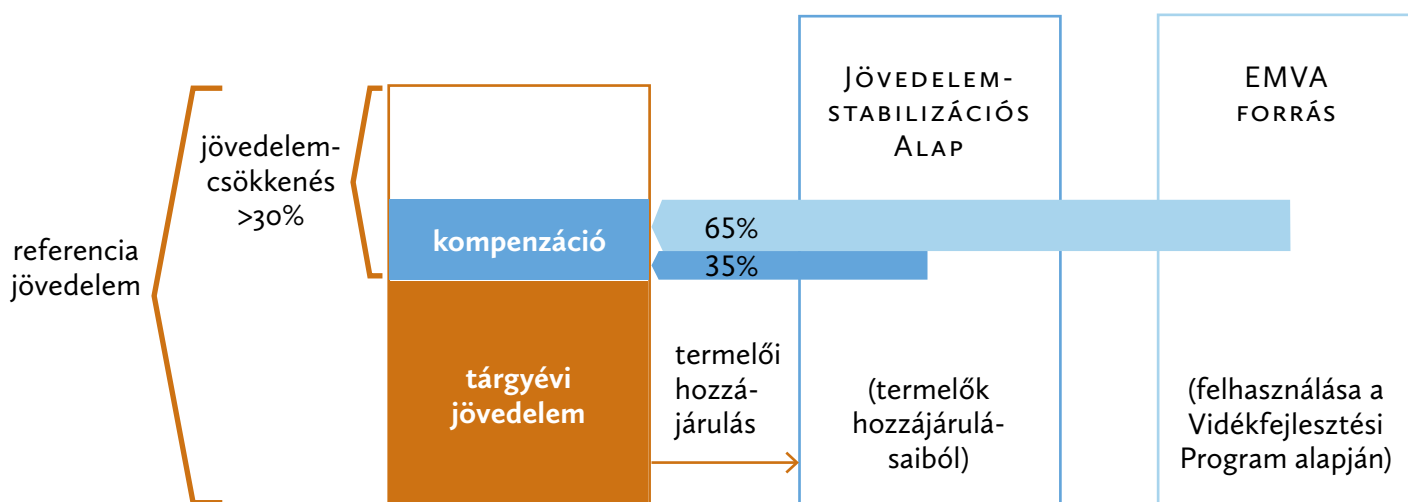 referencia
jövedelem
jövedelem-
csökkenés
>30%
kompenzáció
tárgyévi
jövedelem
65%
35%
termelői
hozzá-
járulás
Jövedelem-
stabilizációs
Alap
(termelők
hozzájárulá-
saiból)
EMVA
forrás
(felhasználása a
Vidékfejlesztési
Program alapján)